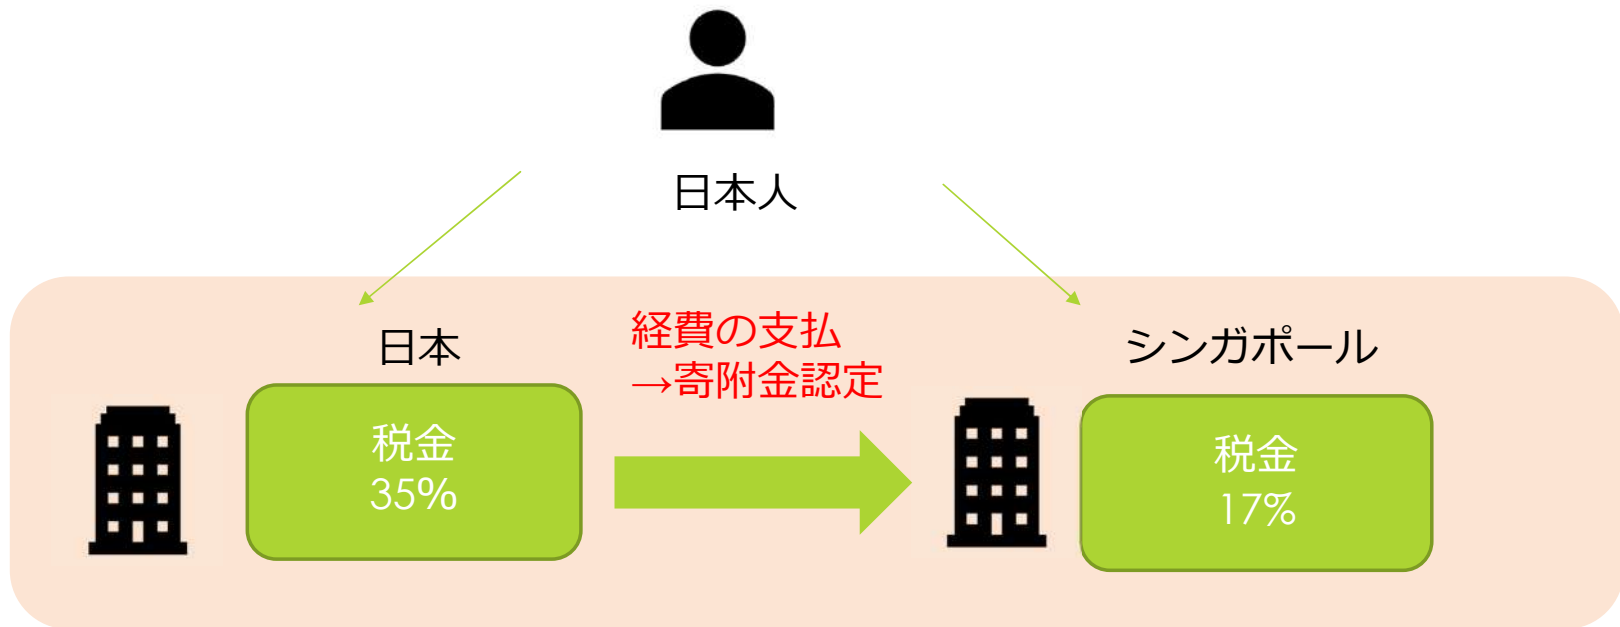 日本人
日本
経費の支払
→寄附金認定
シンガポール
税金
35%
税金
17%